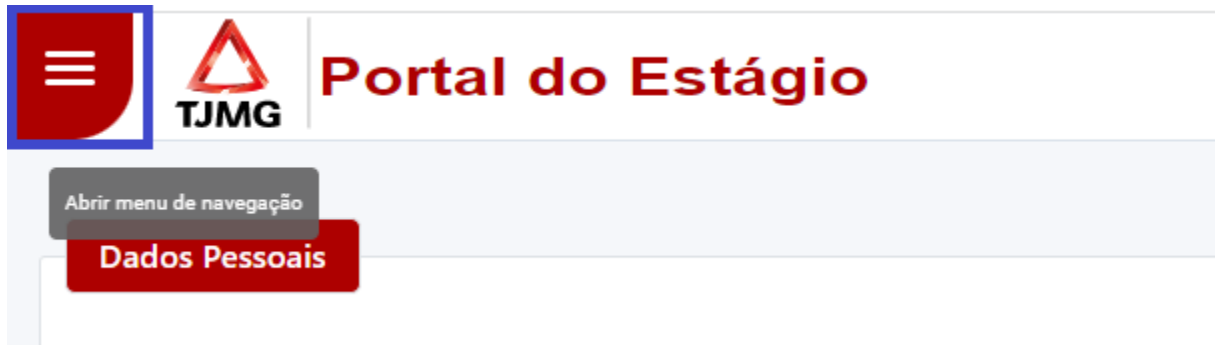 TJMG
Portal do Estágio
Abrir menu de navegação
Dados Pessoais